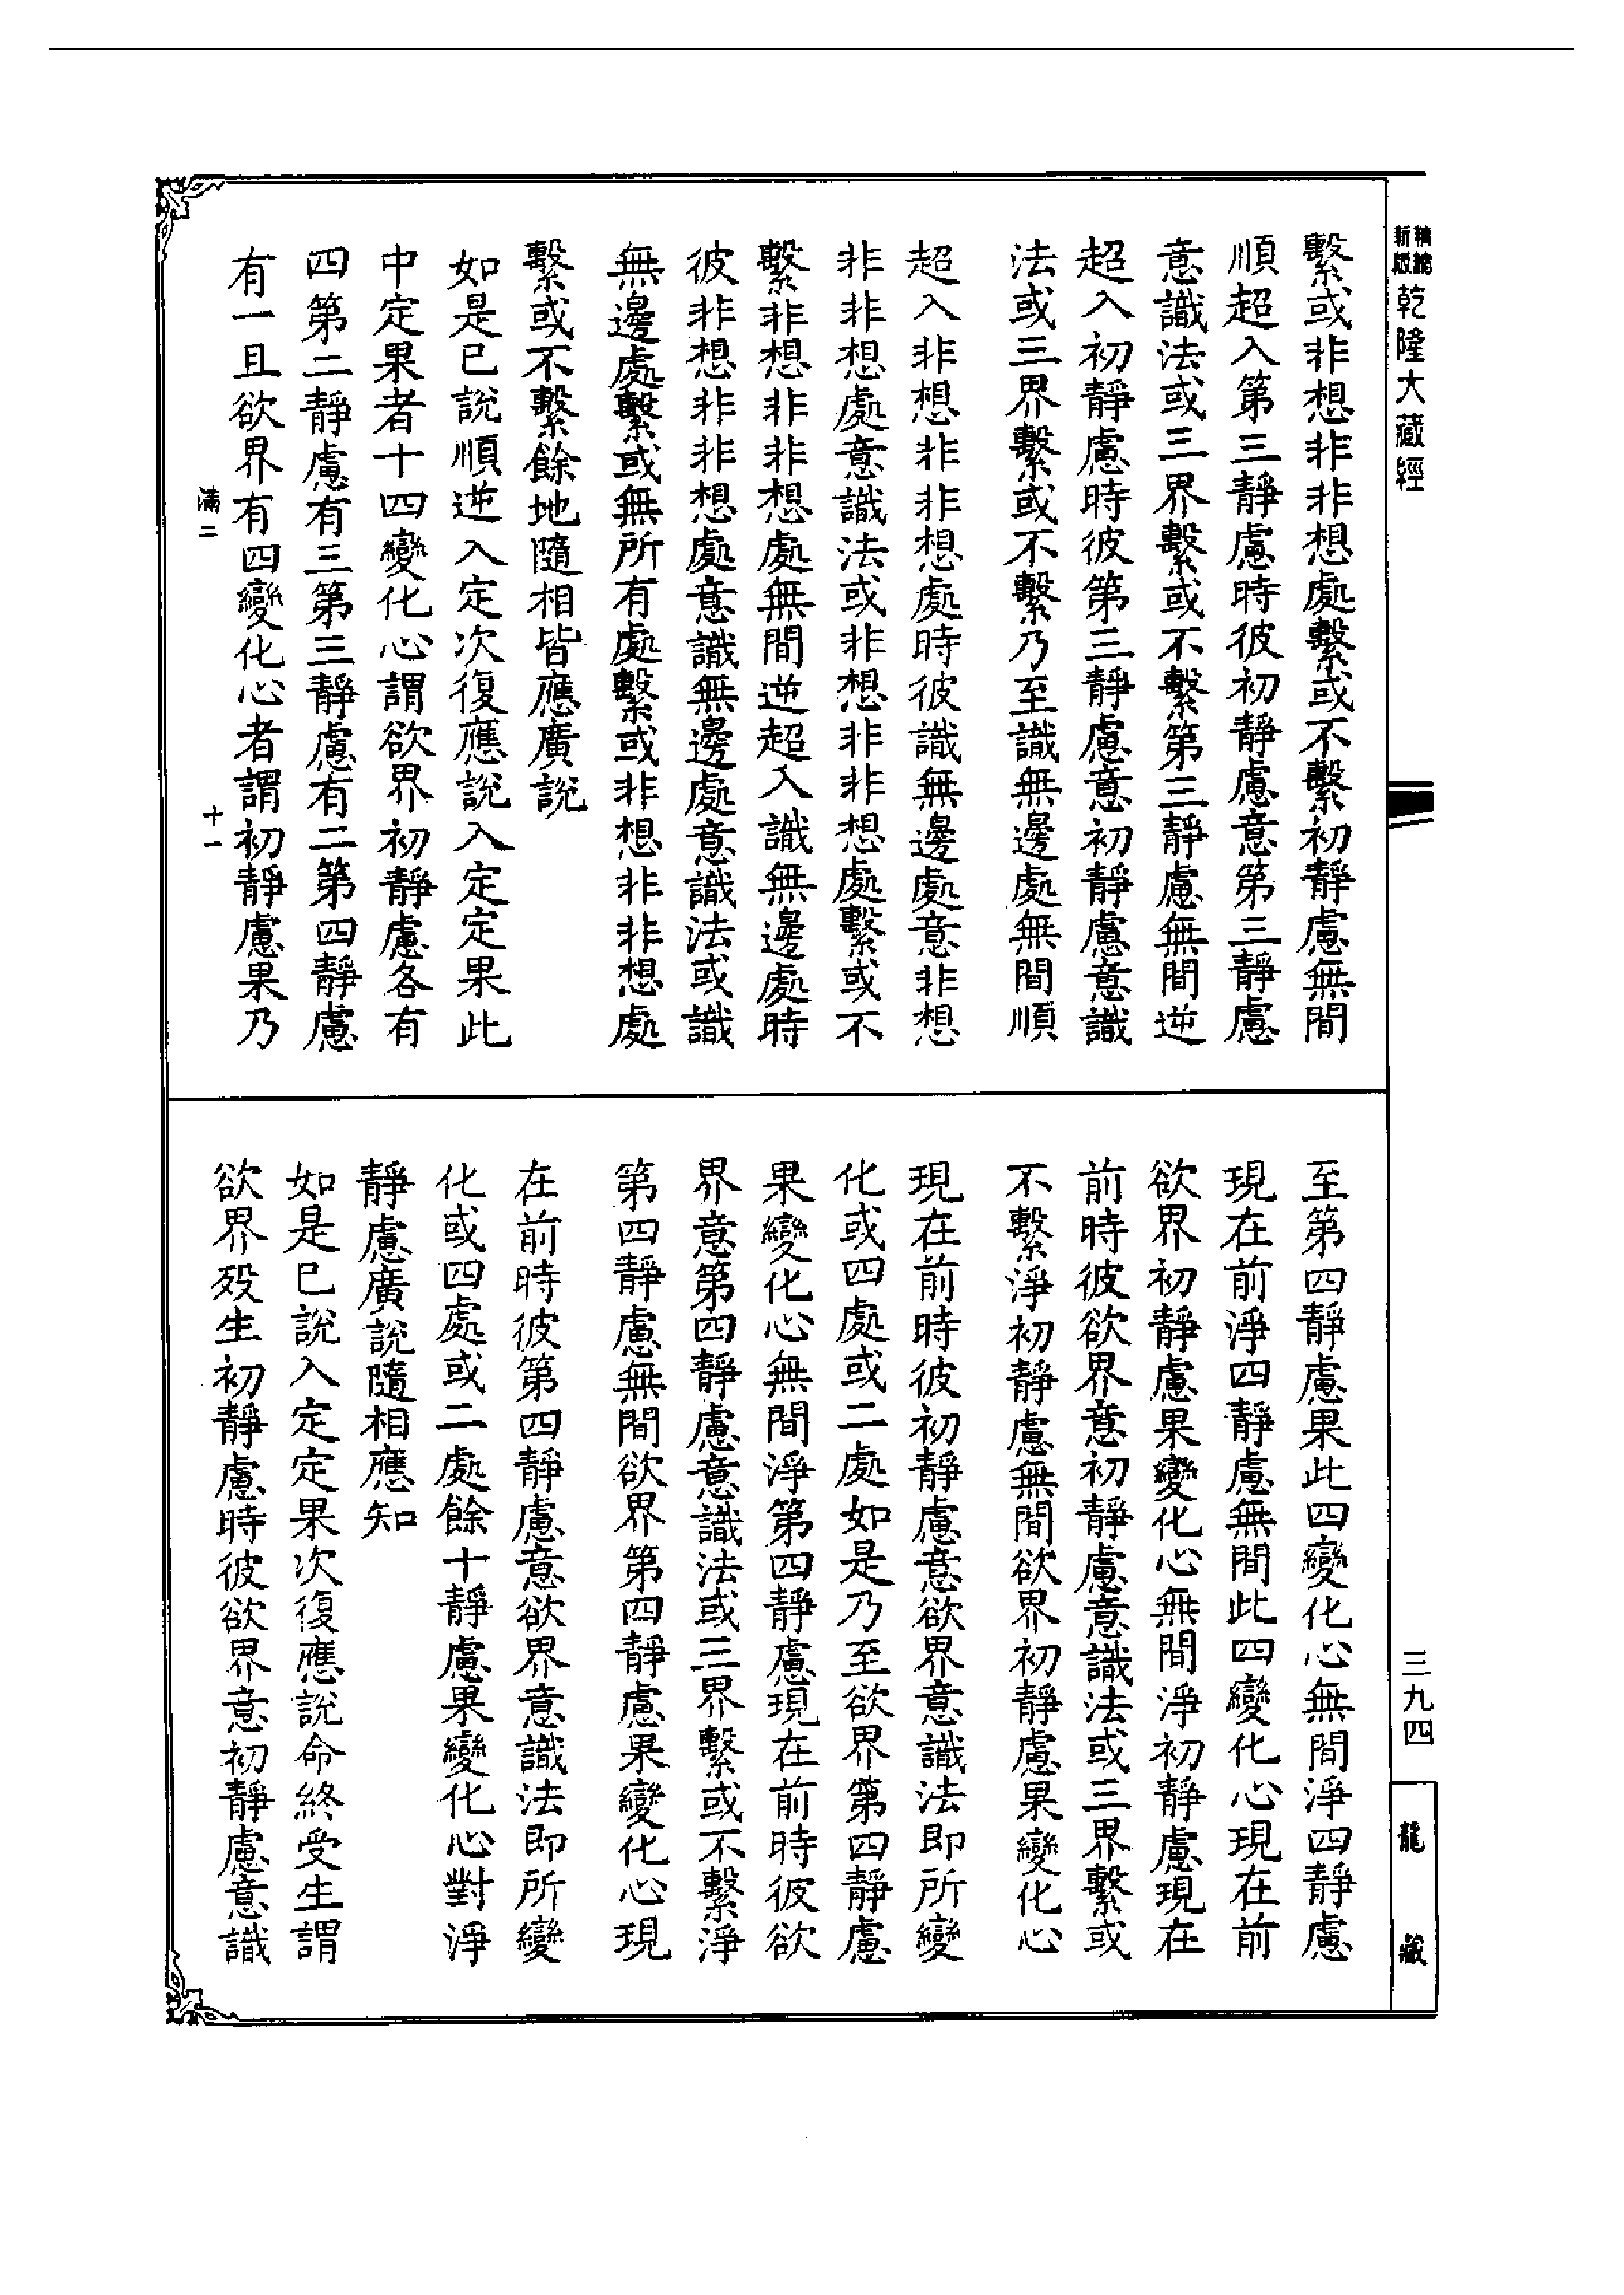 新版
精縮
乾隆大藏經
繫或非想非非想處繫或不繫初靜慮無間
順超入第三靜慮時彼初靜慮意第三靜慮
意識法或三界繫或不繫第三靜慮無間逆
超入初靜慮時彼第三靜慮意初靜慮意識
法或三界繫或不繫乃至識無邊處無間順
超入非想非非想處時彼識無邊處意非想
非非想處意識法或非想非非想處繫或不
繫非想非非想處無間逆超入識無邊處時
彼非想非非想處意識無邊處意識法或識
無邊處繫或無所有處繫或非想非非想處
繫或不繫餘地隨相皆應廣說
如是已說順逆入定次復應說入定定果此
中定果者十四變化心謂欲界初靜慮各有
四第二靜慮有三第三靜慮有二第四靜慮
有一且欲界有四變化心者謂初靜慮果乃
滿二
十一
至第四靜慮果此四變化心無間淨四靜慮
現在前淨四靜慮無間此四變化心現在前
欲界初靜慮果變化心無間淨初靜慮現在
前時彼欲界意初靜慮意識法或三界繫或
不繫淨初靜慮無間欲界初靜慮果變化心
現在前時彼初靜慮意欲界意識法即所變
化或四處或二處如是乃至欲界第四靜慮
果變化心無間淨第四靜慮現在前時彼欲
界意第四靜慮意識法或三界繫或不繫淨
第四靜慮無間欲界第四靜慮果變化心現
在前時彼第四靜慮意欲界意識法即所變
化或四處或二處餘十靜慮果變化心對淨
靜慮廣說隨相應知
如是已說入定定果次復應說命終受生謂
欲界歿生初靜慮時彼欲界意初靜慮意識
三九四
龍藏